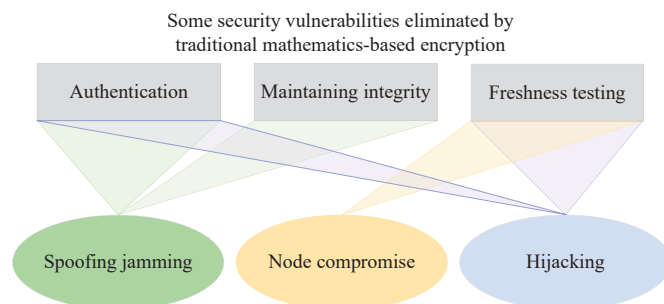 Some security vulnerabilities eliminated by
traditional mathematics-based encryption
Authentication
Maintaining integrity
Freshness testing
Spoofing jamming
Node compromise
Hijacking